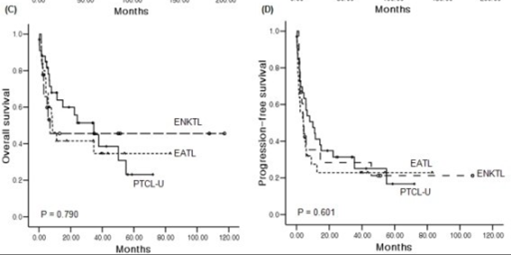 Months
Months
(C)
Overall survival
1.0
0.8
0.6
0.4
0.2
0.0
ENKTL
EATL
PTCL-U
P = 0.790
0.00 20.00 40.00 60.00 80.00 100.00 120.00
Months
(D)
Progression-free survival
1.0
0.8
0.6
0.4
0.2
0.0
EATL
ENKTL
PTCL-U
P = 0.601
0.00 20.00 40.00 60.00 80.00 100.00 120.00
Months